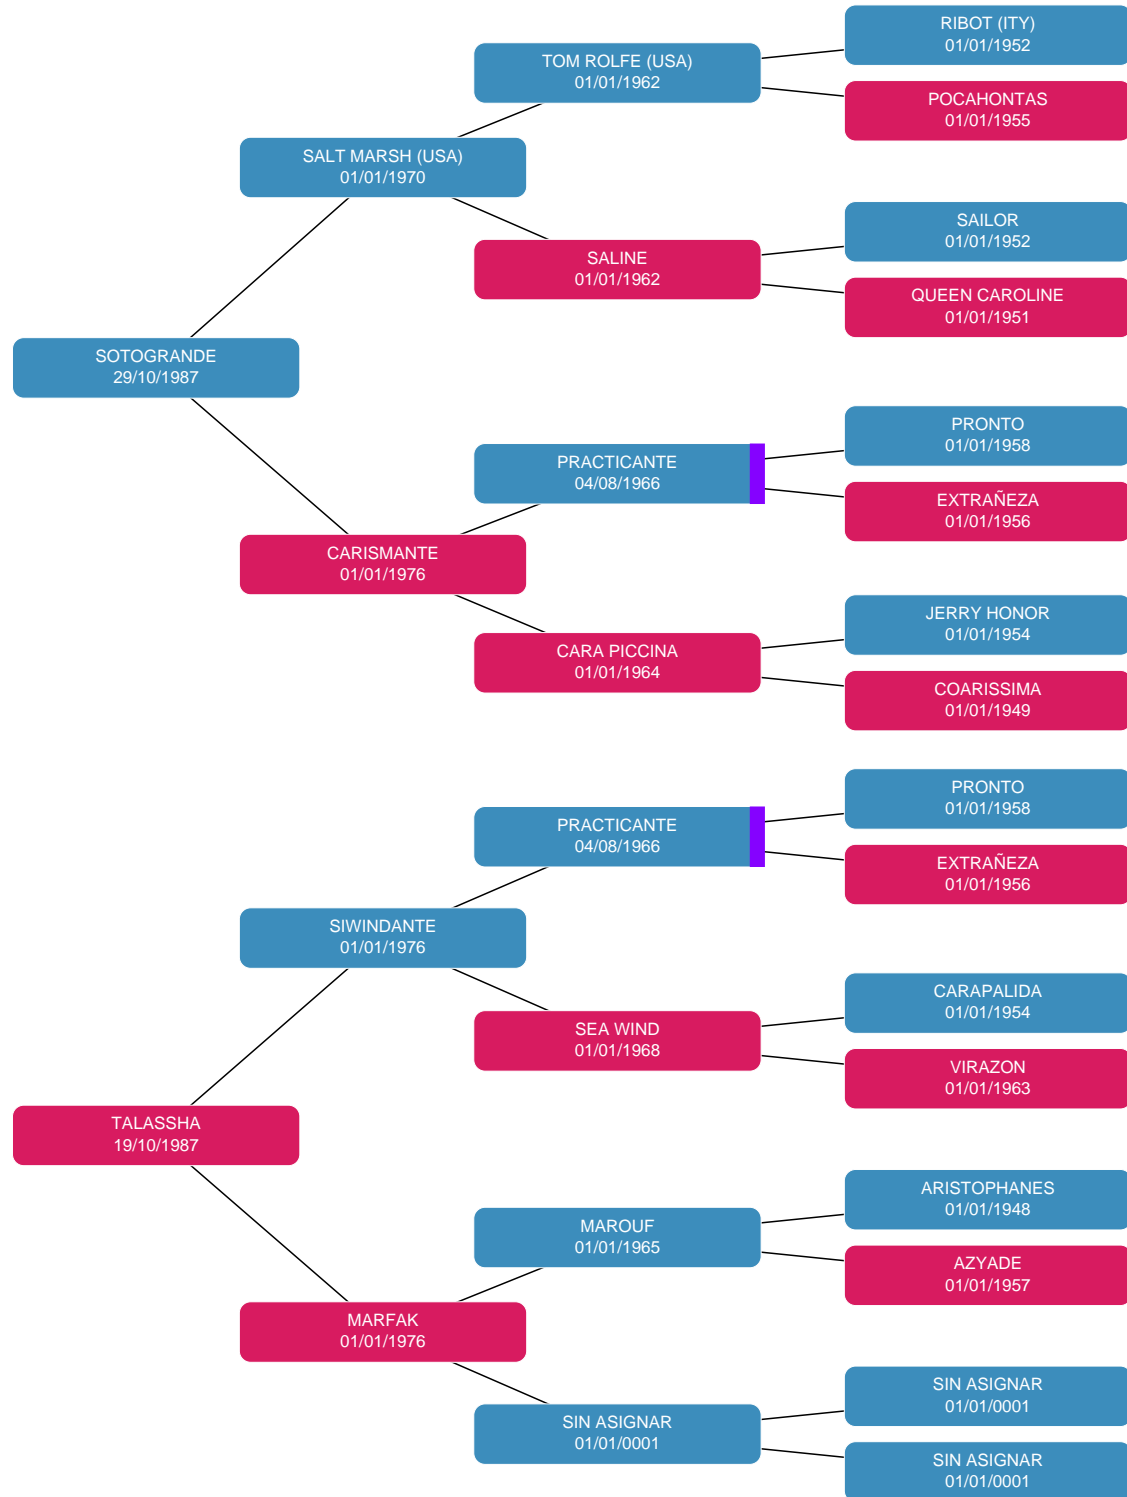 RIBOT (ITY)
01/01/1952
TOM ROLFE (USA)
01/01/1962
POCAHONTAS
01/01/1955
SALT MARSH (USA)
01/01/1970
SAILOR
01/01/1952
SALINE
01/01/1962
QUEEN CAROLINE
01/01/1951
SOTOGRANDE
29/10/1987
PRONTO
01/01/1958
PRACTICANTE
04/08/1966
EXTRAÑEZA
01/01/1956
CARISMANTE
01/01/1976
JERRY HONOR
01/01/1954
CARA PICCINA
01/01/1964
COARISSIMA
01/01/1949
PRONTO
01/01/1958
PRACTICANTE
04/08/1966
EXTRAÑEZA
01/01/1956
SIWINDANTE
01/01/1976
CARAPALIDA
01/01/1954
SEA WIND
01/01/1968
VIRAZON
01/01/1963
TALASSHA
19/10/1987
ARISTOPHANES
01/01/1948
MAROUF
01/01/1965
AZYADE
01/01/1957
MARFAK
01/01/1976
SIN ASIGNAR
01/01/0001
SIN ASIGNAR
01/01/0001
SIN ASIGNAR
01/01/0001